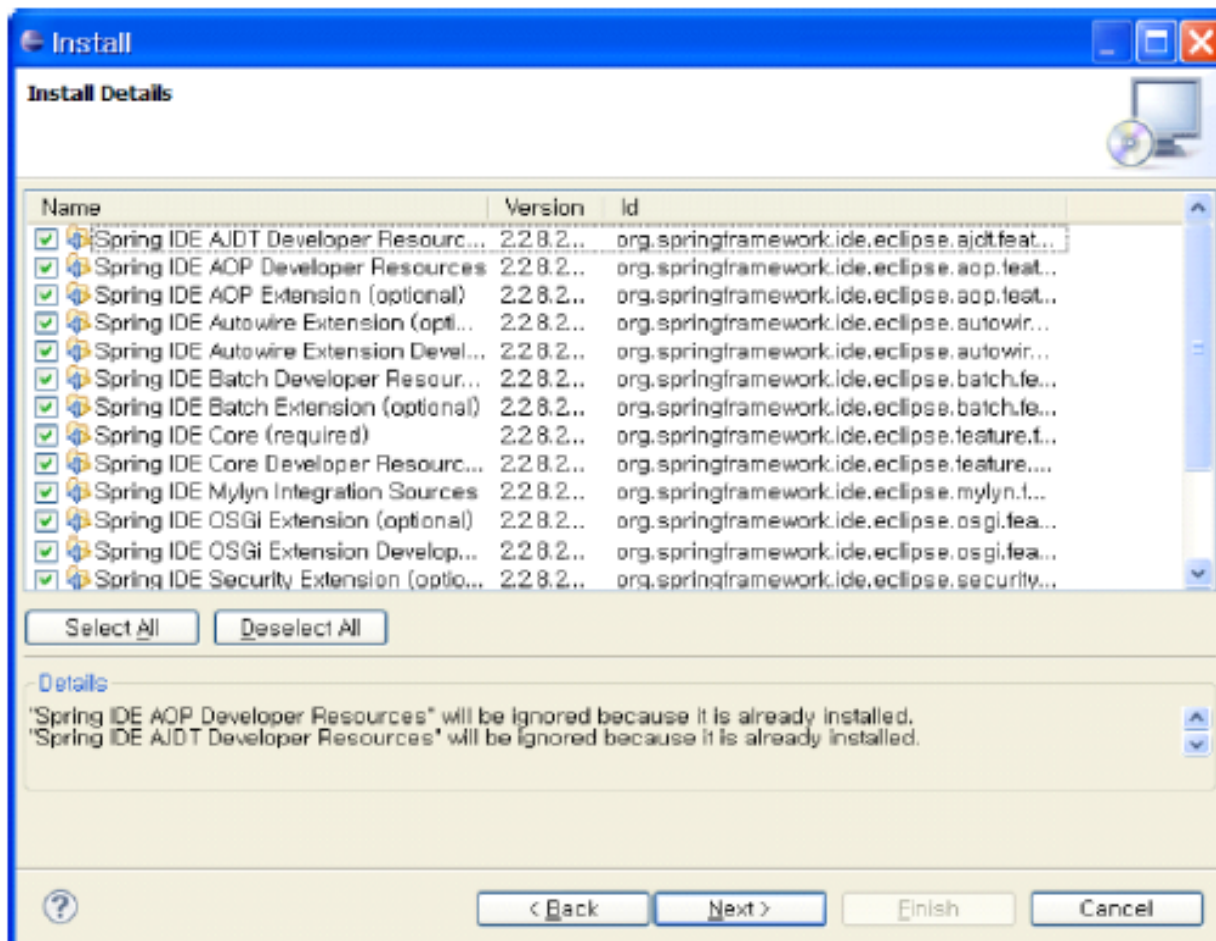 Install
Install Details
Name Version Id
Spring IDE AJDT Developer Resourc... 2.2.8.2... org.springframework.ide.eclipse.ajdt.feat...
Spring IDE AOP Developer Resources 2.2.8.2... org.springframework.ide.eclipse.aop.feat...
Spring IDE AOP Extension (optional) 2.2.8.2... org.springframework.ide.eclipse.aop.feat...
Spring IDE Autowire Extension (opti... 2.2.8.2... org.springframework.ide.eclipse.autowir...
Spring IDE Autowire Extension Devel... 2.2.8.2... org.springframework.ide.eclipse.autowir...
Spring IDE Batch Developer Resour... 2.2.8.2... org.springframework.ide.eclipse.batch.fe...
Spring IDE Batch Extension (optional) 2.2.8.2... org.springframework.ide.eclipse.batch.fe...
Spring IDE Core (required) 2.2.8.2... org.springframework.ide.eclipse.feature.f...
Spring IDE Core Developer Resourc... 2.2.8.2... org.springframework.ide.eclipse.feature....
Spring IDE Mylyn Integration Sources 2.2.8.2... org.springframework.ide.eclipse.mylyn.f...
Spring IDE OSGi Extension (optional) 2.2.8.2... org.springframework.ide.eclipse.osgi.fea...
Spring IDE OSGi Extension Develop... 2.2.8.2... org.springframework.ide.eclipse.osgi.fea...
Spring IDE Security Extension (optio... 2.2.8.2... org.springframework.ide.eclipse.security...
Select All Deselect All
Details
"Spring IDE AOP Developer Resources" will be ignored because it is already installed.
"Spring IDE AJDT Developer Resources" will be ignored because it is already installed.
? < Back Next > Finish Cancel